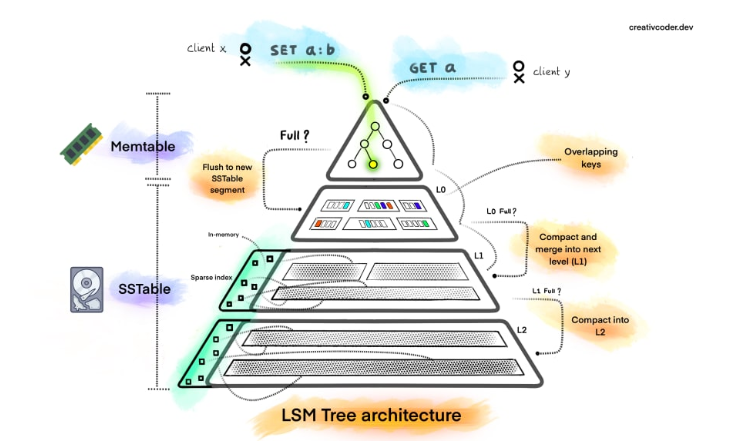 creativcoder.dev
client x
SET a:b
GET a
client y
Full ?
Memtable
Overlapping
keys
Flush to new
SSTable
segment
L0
L0 Full?
In-memory
L1
Compact and
merge into next
level (L1)
Sparse index
SSTable
L1 Full ?
L2
Compact into
L2
LSM Tree architecture